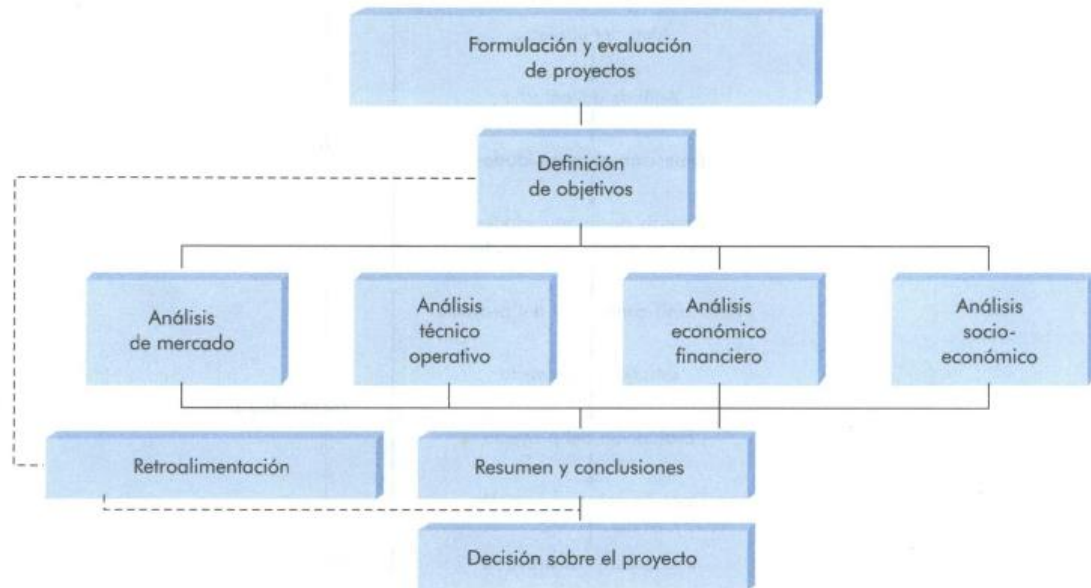 Formulación y evaluación
de proyectos
Definición
de objetivos
Análisis
de mercado
Análisis
técnico
operativo
Análisis
económico
financiero
Análisis
socio-
económico
Retroalimentación
Resumen y conclusiones
Decisión sobre el proyecto